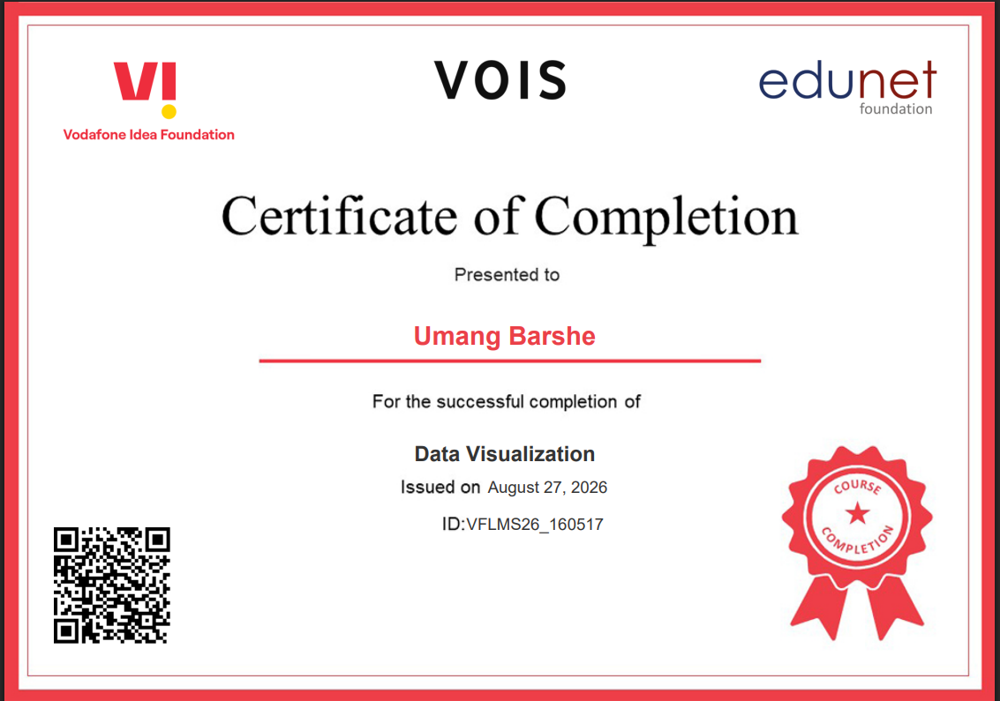 VI
Vodafone Idea Foundation
VOIS
edunet
foundation
Certificate of Completion
Presented to
Umang Barshe
For the successful completion of
Data Visualization
Issued on August 27, 2026
ID:VFLMS26_160517
COURSE
COMPLETION